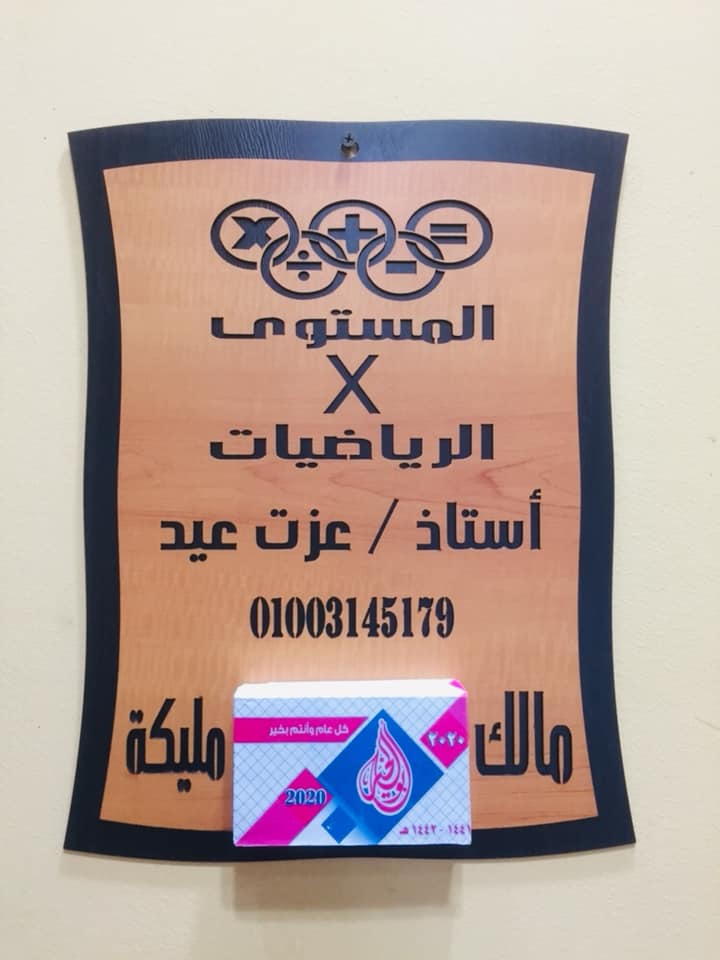 × + =
÷ -
المستوى
X
الرياضيات
أستاذ / عزت عيد
01003145179
مالك مليكة
كل عام وأنتم بخير
٢٠٢٠
2020
١٤٤١ - ١٤٤٢ هـ